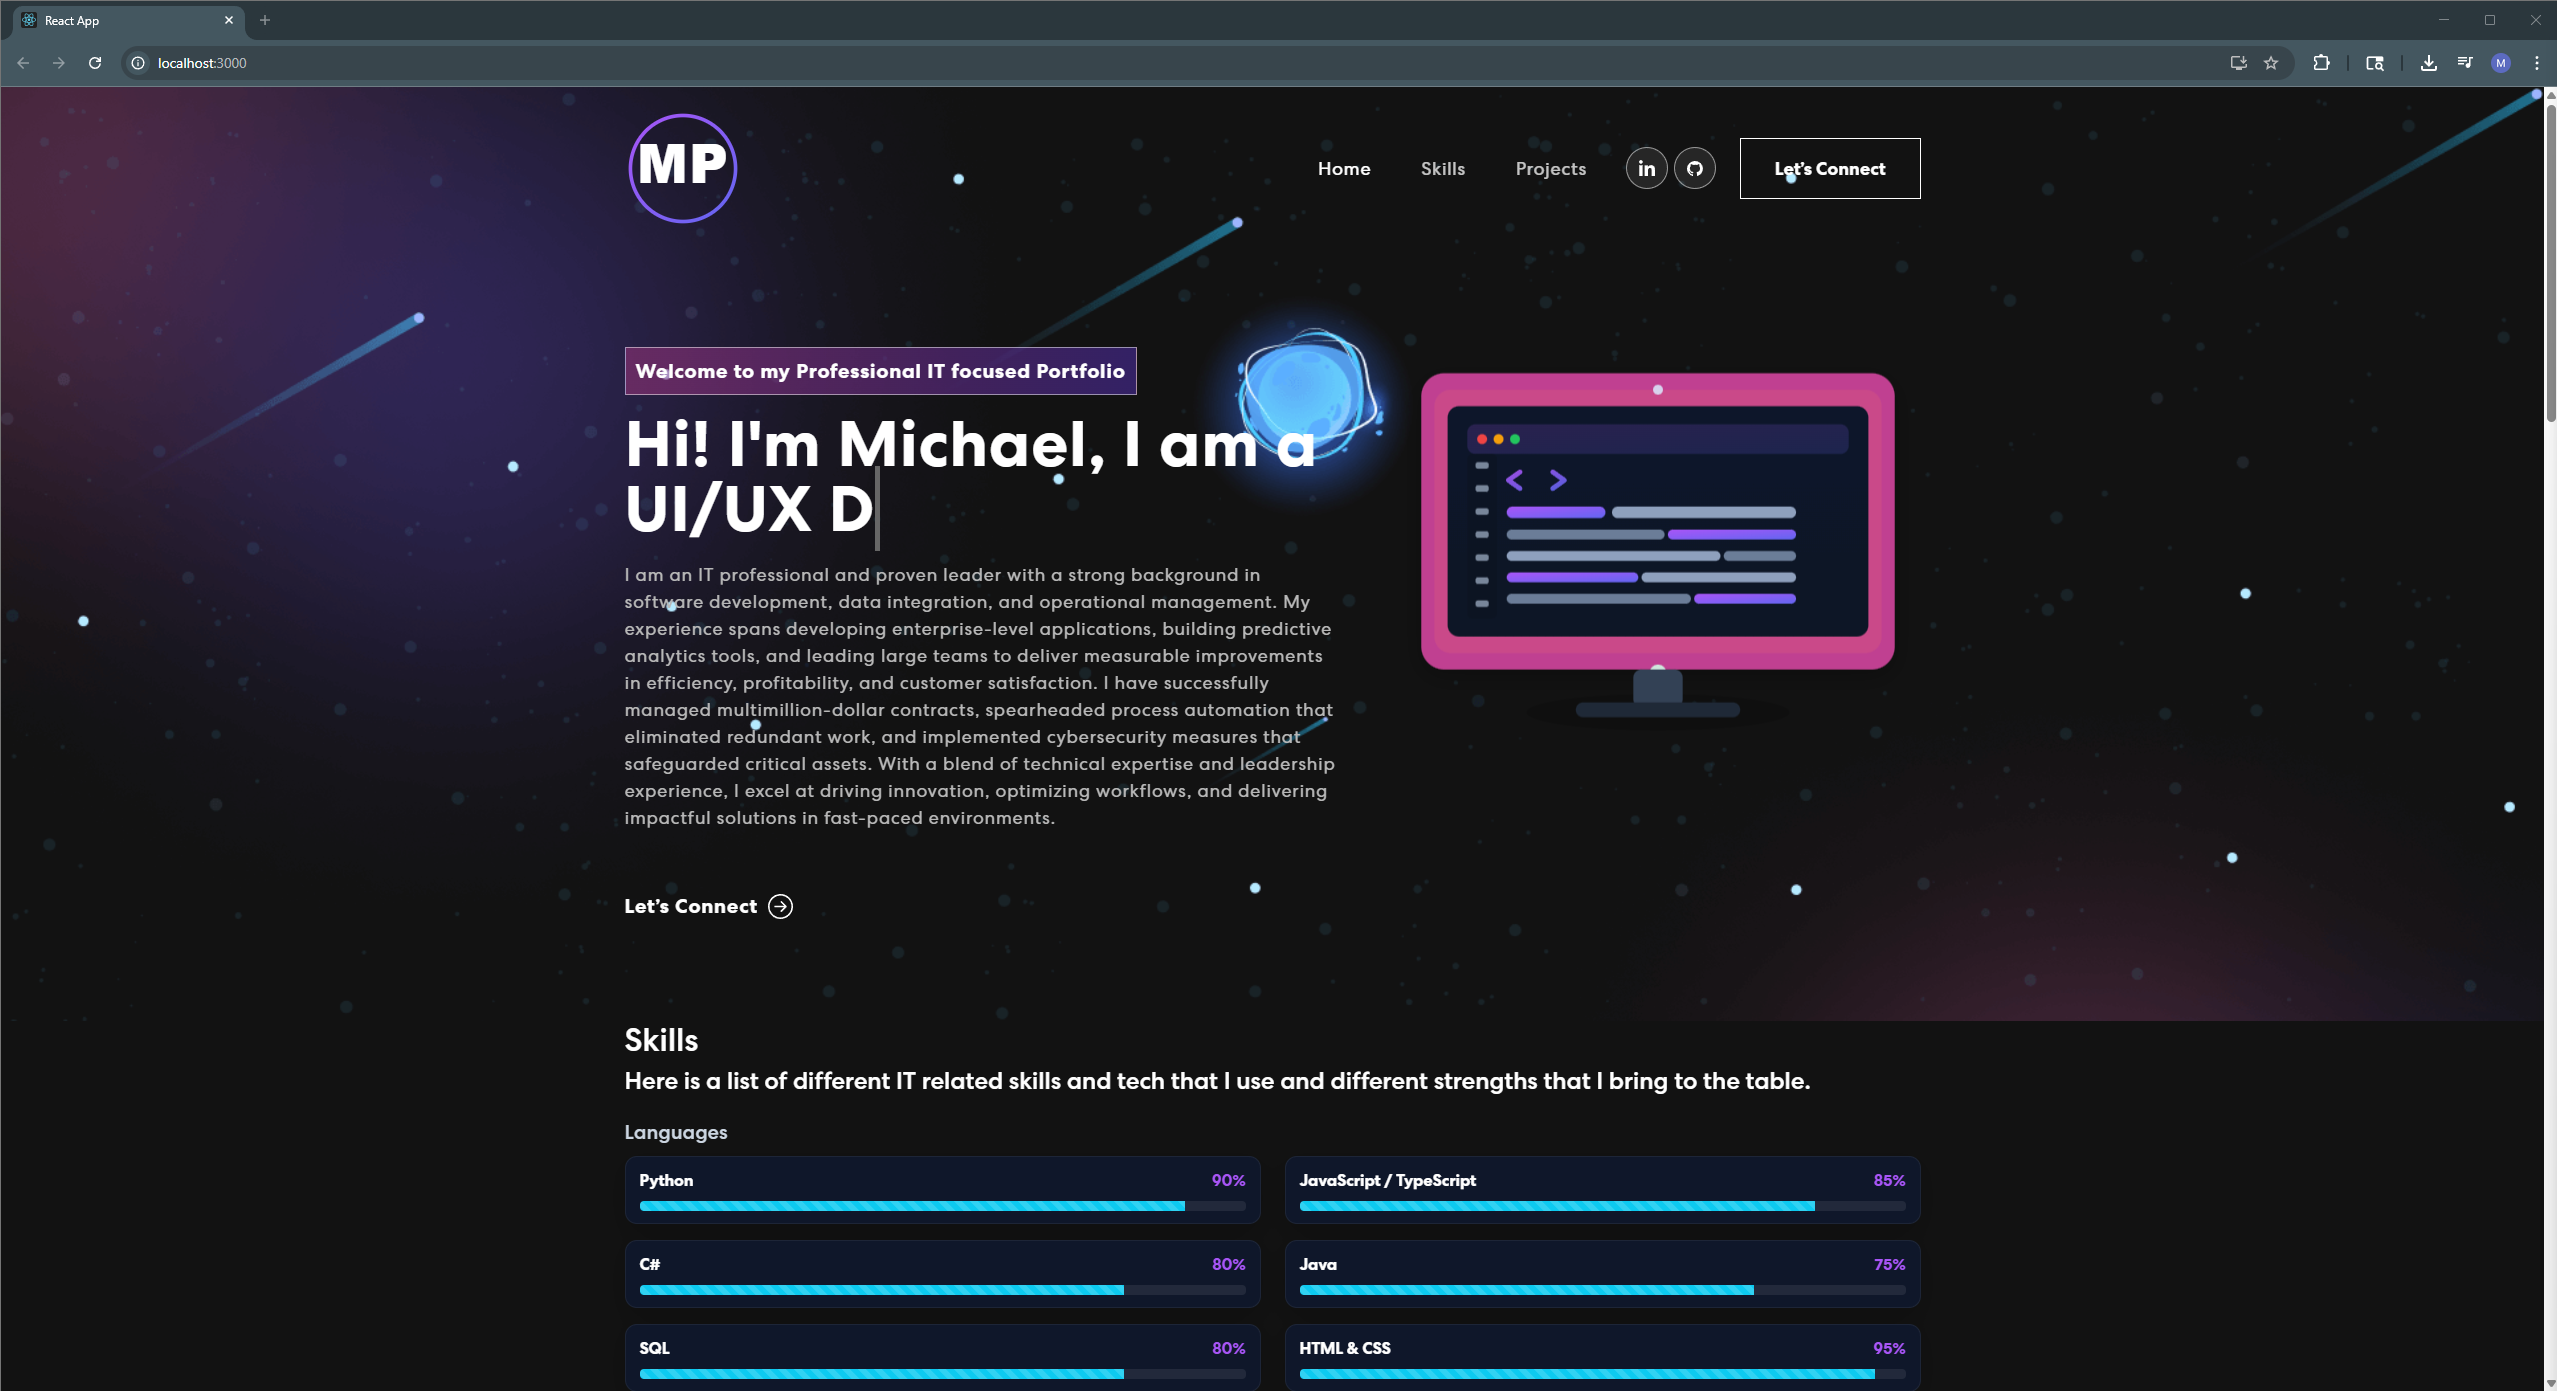 React App
localhost:3000
M
MP
Home Skills Projects in Let's Connect
Welcome to my Professional IT focused Portfolio
Hi! I'm Michael, I am a
UI/UX D
I am an IT professional and proven leader with a strong background in
software development, data integration, and operational management. My
experience spans developing enterprise-level applications, building predictive
analytics tools, and leading large teams to deliver measurable improvements
in efficiency, profitability, and customer satisfaction. I have successfully
managed multimillion-dollar contracts, spearheaded process automation that
eliminated redundant work, and implemented cybersecurity measures that
safeguarded critical assets. With a blend of technical expertise and leadership
experience, I excel at driving innovation, optimizing workflows, and delivering
impactful solutions in fast-paced environments.
Let's Connect
Skills
Here is a list of different IT related skills and tech that I use and different strengths that I bring to the table.
Languages
Python 90%
JavaScript / TypeScript 85%
C# 80%
Java 75%
SQL 80%
HTML & CSS 95%